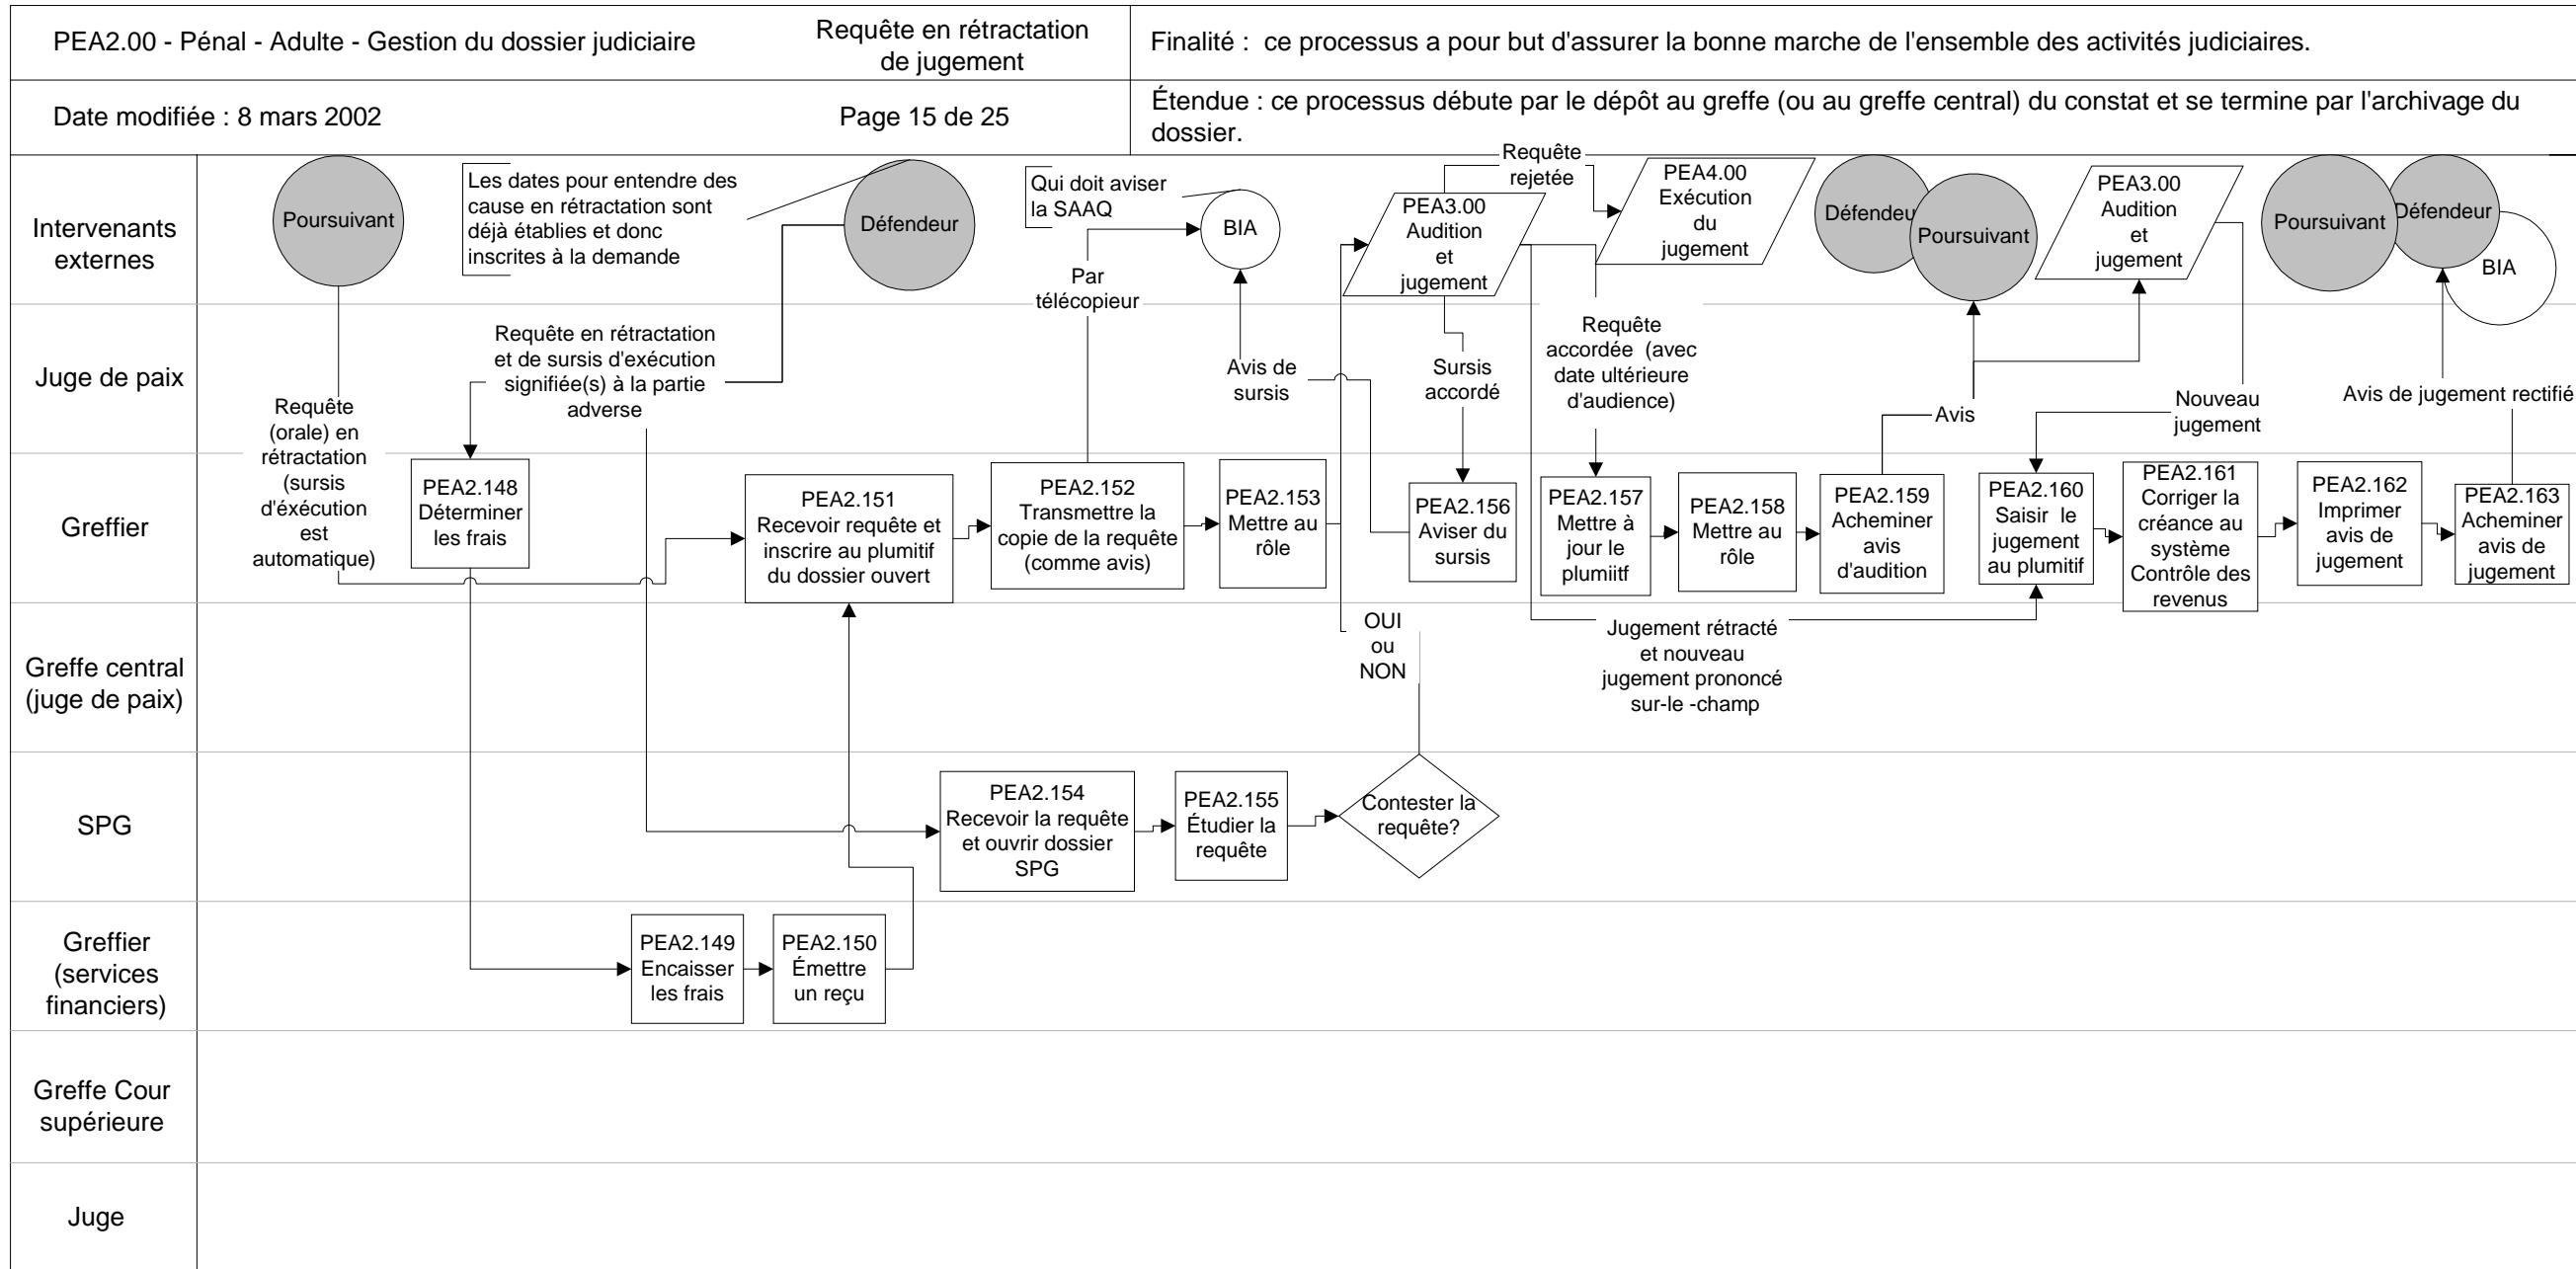 PEA2.00 - Pénal - Adulte - Gestion du dossier judiciaire
Requête en rétractation
de jugement
Finalité : ce processus a pour but d'assurer la bonne marche de l'ensemble des activités judiciaires.
Date modifiée : 8 mars 2002
Page 15 de 25
Étendue : ce processus débute par le dépôt au greffe (ou au greffe central) du constat et se termine par l'archivage du
dossier.
Intervenants
externes
Poursuivant
Les dates pour entendre des
cause en rétractation sont
déjà établies et donc
inscrites à la demande
Défendeur
Qui doit aviser
la SAAQ
BIA
Par
télécopieur
PEA3.00
Audition
et
jugement
Requête
rejetée
PEA4.00
Exécution
du
jugement
Défendeu
Poursuivant
PEA3.00
Audition
et
jugement
Poursuivant
Défendeur
BIA
Juge de paix
Requête
(orale) en
rétractation
(sursis
d'éxécution
est
automatique)
Requête en rétractation
et de sursis d'exécution
signifiée(s) à la partie
adverse
Avis de
sursis
Sursis
accordé
Requête
accordée (avec
date ultérieure
d'audience)
Avis
Nouveau
jugement
Avis de jugement rectifié
Greffier
PEA2.148
Déterminer
les frais
PEA2.151
Recevoir requête et
inscrire au plumitif
du dossier ouvert
PEA2.152
Transmettre la
copie de la requête
(comme avis)
PEA2.153
Mettre au
rôle
PEA2.156
Aviser du
sursis
PEA2.157
Mettre à
jour le
plumiitf
PEA2.158
Mettre au
rôle
PEA2.159
Acheminer
avis
d'audition
PEA2.160
Saisir le
jugement
au plumitif
PEA2.161
Corriger la
créance au
système
Contrôle des
revenus
PEA2.162
Imprimer
avis de
jugement
PEA2.163
Acheminer
avis de
jugement
Greffe central
(juge de paix)
OUI
ou
NON
Jugement rétracté
et nouveau
jugement prononcé
sur-le -champ
SPG
PEA2.154
Recevoir la requête
et ouvrir dossier
SPG
PEA2.155
Étudier la
requête
Contester la
requête?
Greffier
(services
financiers)
PEA2.149
Encaisser
les frais
PEA2.150
Émettre
un reçu
Greffe Cour
supérieure
Juge